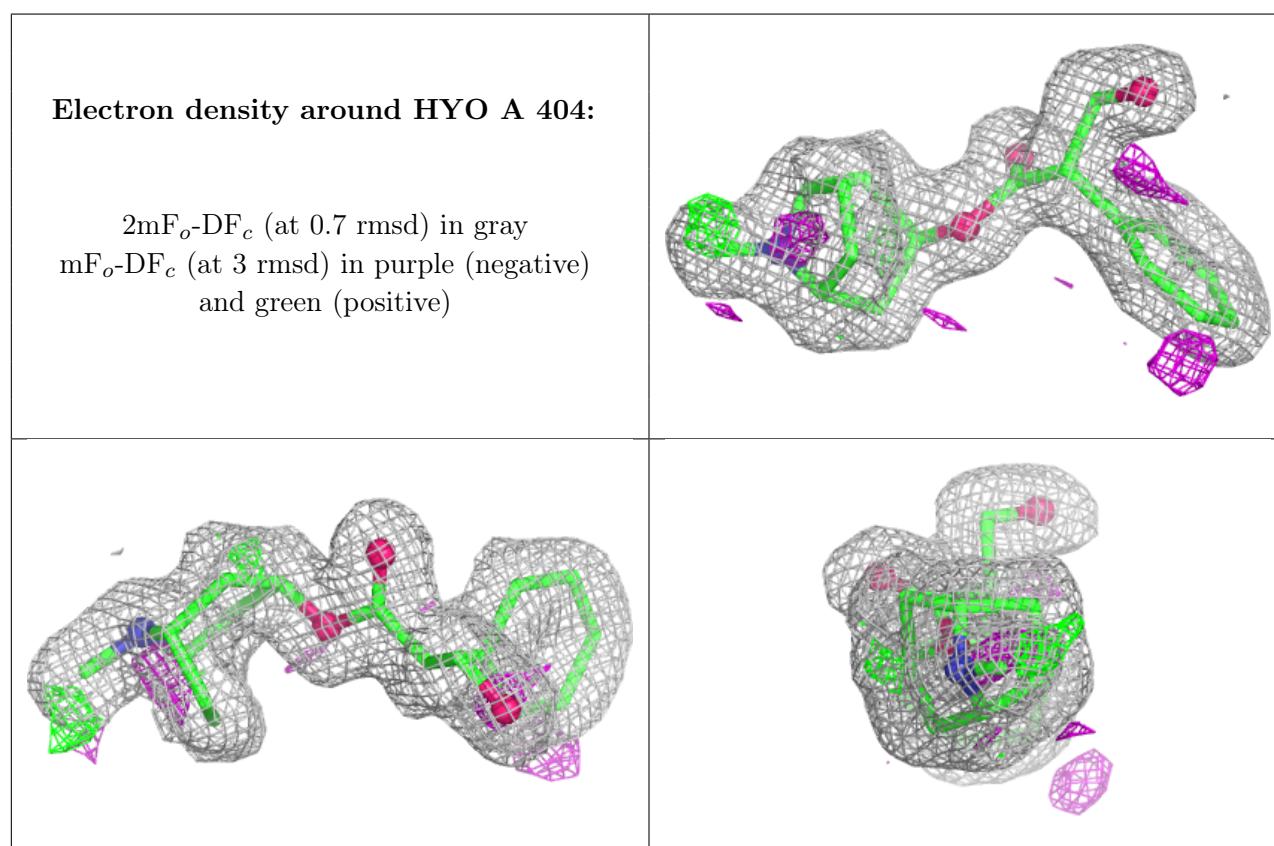 Electron density around HYO A 404:
2mFₒ-DF𝒸 (at 0.7 rmsd) in gray
mFₒ-DF𝒸 (at 3 rmsd) in purple (negative)
and green (positive)